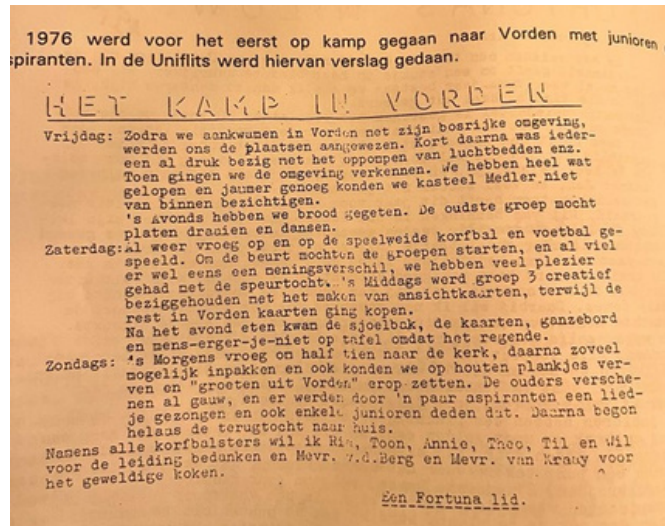 1976 werd voor het eerst op kamp gegaan naar Vorden met junioren
spiranten. In de Uniflits werd hiervan verslag gedaan.
HET KAMP IN VORDEN
Vrijdag: Zodra we aankwamen in Vorden met zijn bosrijke omgeving,
werden ons de plaatsen aangewezen. Kort daarna was ieder-
een al druk bezig met het oppompen van luchtbedden enz.
Toen gingen we de omgeving verkennen. We hebben heel wat
gelopen en jammer genoeg konden we kasteel Medler niet
van binnen bezichtigen.
's Avonds hebben we brood gegeten. De oudste groep mocht
platen draaien en dansen.
Zaterdag: Al weer vroeg op en op de speelweide korfbal en voetbal ge-
speeld. Om de beurt mochten de groepen starten, en al viel
er wel eens een meningsverschil, we hebben veel plezier
gehad met de speurtocht. 's Middags werd groep 3 creatief
beziggehouden met het maken van ansichtkaarten, terwijl de
rest in Vorden kaarten ging kopen.
Na het avond eten kwam de sjoelbak, de kaarten, ganzebord
en mens-erger-je-niet op tafel omdat het regende.
Zondags: 's Morgens vroeg om half tien naar de kerk, daarna zoveel
mogelijk inpakken en ook konden we op houten plankjes ver-
ven en "groeten uit Vorden" erop zetten. De ouders versche-
nen al gauw, en er werden door 'n paar aspiranten een lied-
je gezongen en ook enkele junioren deden dat. Daarna begon
helaas de terugtocht naar huis.
Namens alle korfbalsters wil ik Ria, Toon, Annie, Theo, Til en Wil
voor de leiding bedanken en Mevr. v.d.Berg en Mevr. van Kraay voor
het geweldige koken.
Een Fortuna lid.